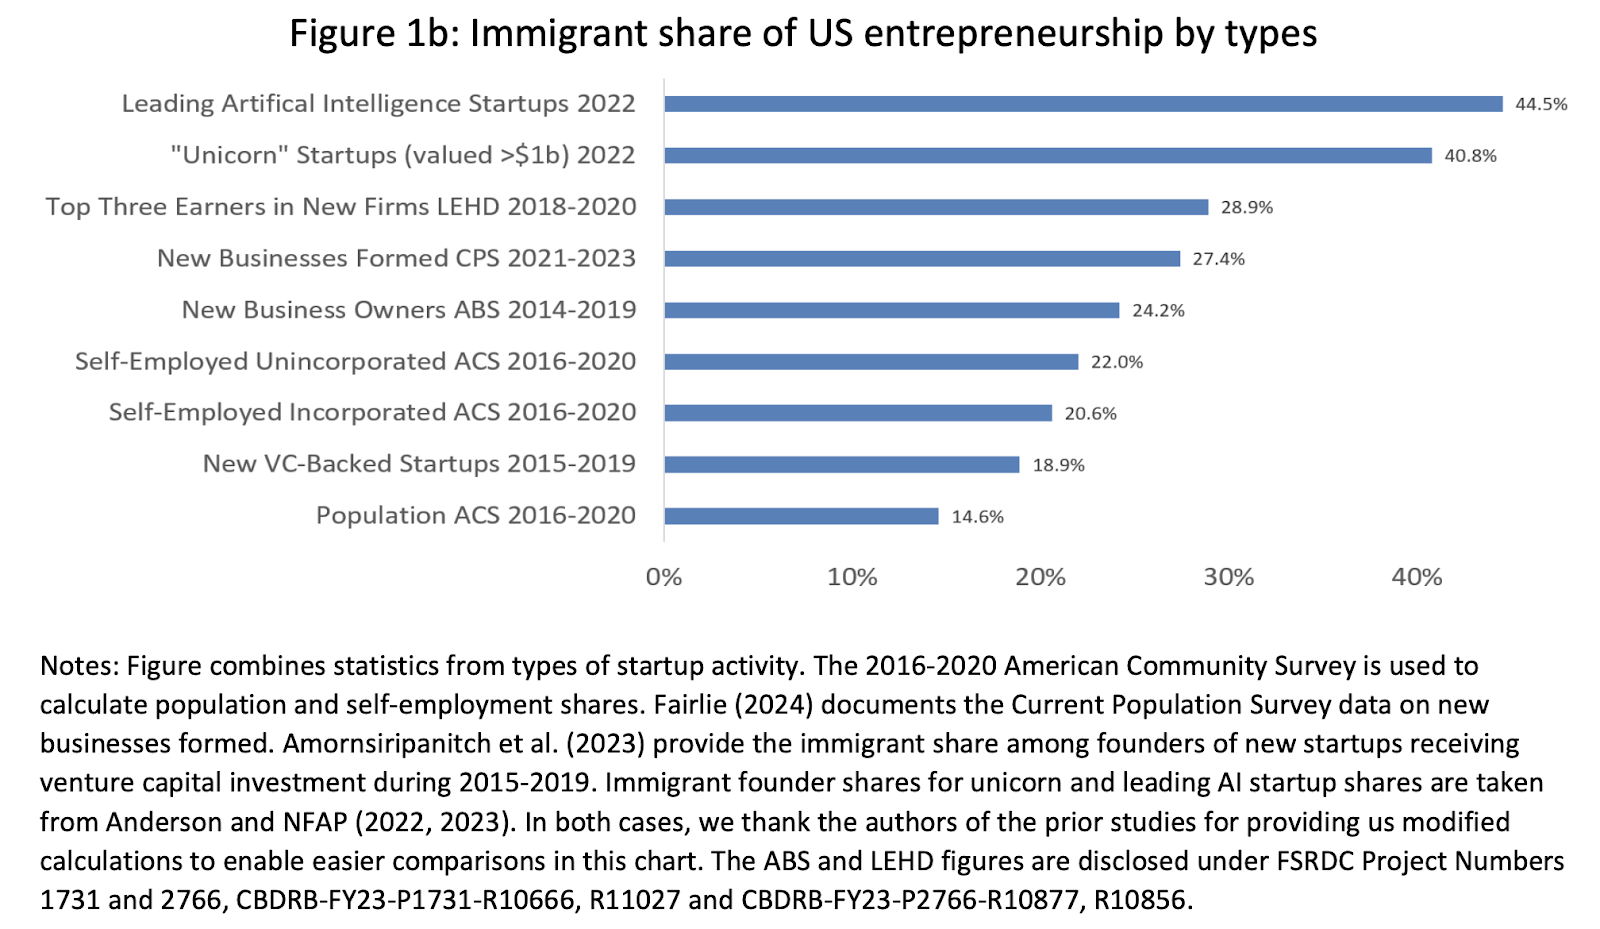 Figure 1b: Immigrant share of US entrepreneurship by types
Leading Artifical Intelligence Startups 2022 44.5%
"Unicorn" Startups (valued >$1b) 2022 40.8%
Top Three Earners in New Firms LEHD 2018-2020 28.9%
New Businesses Formed CPS 2021-2023 27.4%
New Business Owners ABS 2014-2019 24.2%
Self-Employed Unincorporated ACS 2016-2020 22.0%
Self-Employed Incorporated ACS 2016-2020 20.6%
New VC-Backed Startups 2015-2019 18.9%
Population ACS 2016-2020 14.6%
0% 10% 20% 30% 40%
Notes: Figure combines statistics from types of startup activity. The 2016-2020 American Community Survey is used to
calculate population and self-employment shares. Fairlie (2024) documents the Current Population Survey data on new
businesses formed. Amornsiripanitch et al. (2023) provide the immigrant share among founders of new startups receiving
venture capital investment during 2015-2019. Immigrant founder shares for unicorn and leading AI startup shares are taken
from Anderson and NFAP (2022, 2023). In both cases, we thank the authors of the prior studies for providing us modified
calculations to enable easier comparisons in this chart. The ABS and LEHD figures are disclosed under FSRDC Project Numbers
1731 and 2766, CBDRB-FY23-P1731-R10666, R11027 and CBDRB-FY23-P2766-R10877, R10856.